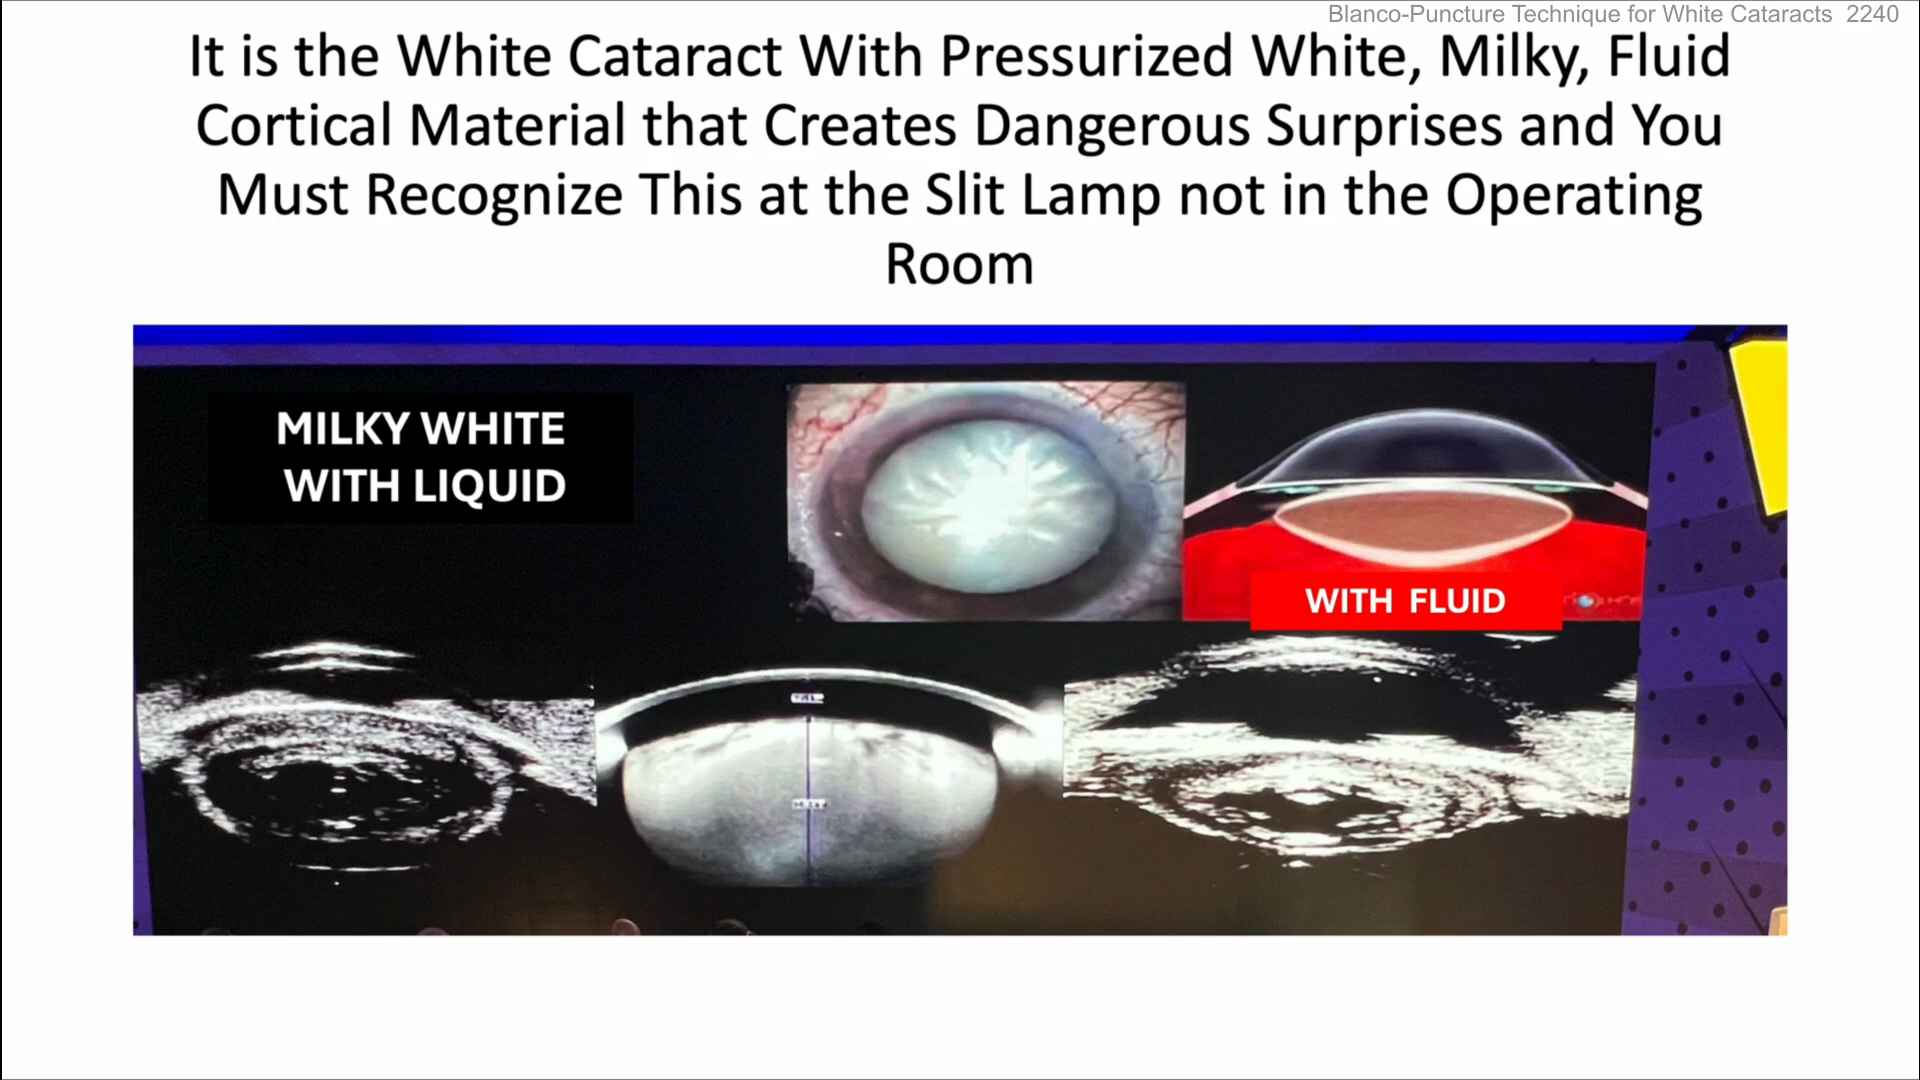 Blanco-Puncture Technique for White Cataracts 2240
It is the White Cataract With Pressurized White, Milky, Fluid
Cortical Material that Creates Dangerous Surprises and You
Must Recognize This at the Slit Lamp not in the Operating
Room
MILKY WHITE
WITH LIQUID
WITH FLUID